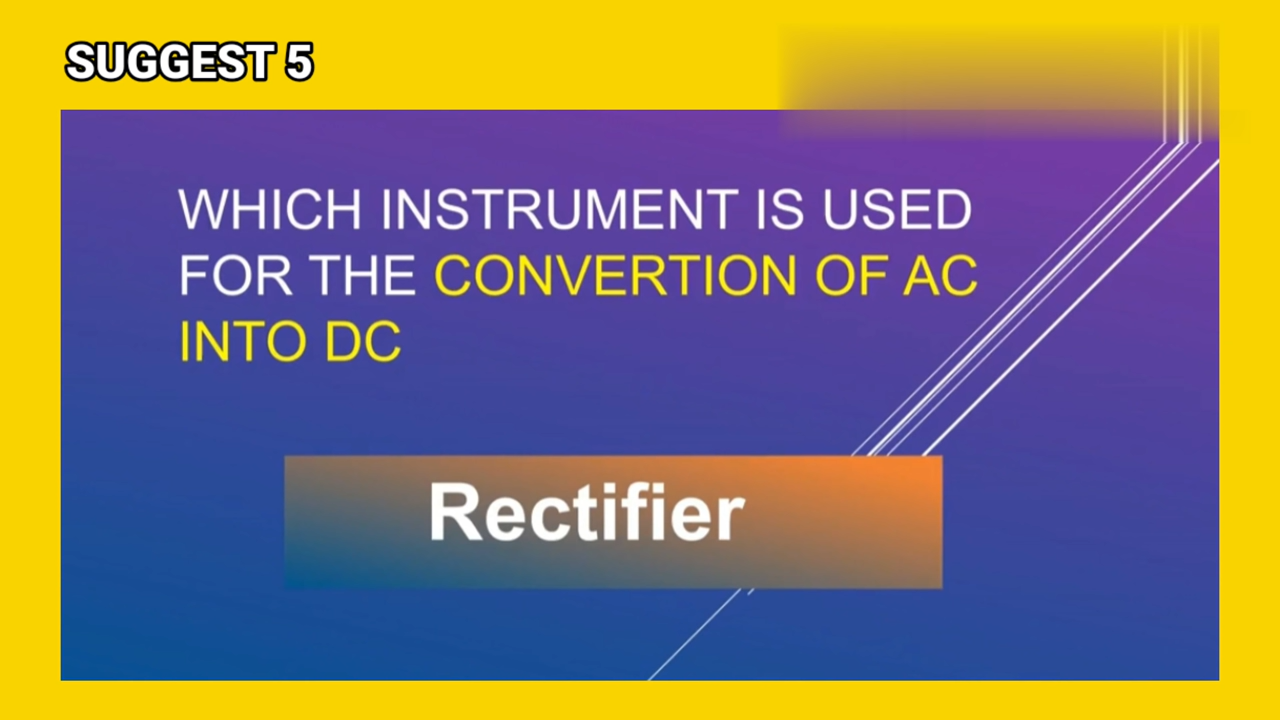 SUGGEST 5
WHICH INSTRUMENT IS USED
FOR THE CONVERTION OF AC
INTO DC
Rectifier